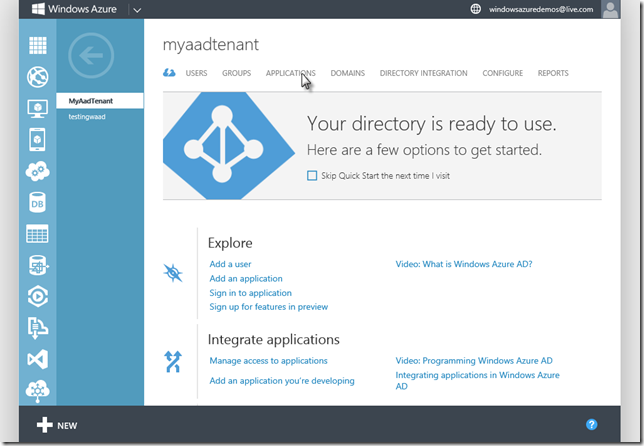 Windows Azure
windowsazuredemos@live.com
myaadtenant
USERS GROUPS APPLICATIONS DOMAINS DIRECTORY INTEGRATION CONFIGURE REPORTS
MyAadTenant
testingwaad
Your directory is ready to use.
Here are a few options to get started.
Skip Quick Start the next time I visit
DB
Explore
Add a user
Video: What is Windows Azure AD?
Add an application
Sign in to application
Sign up for features in preview
Integrate applications
Manage access to applications
Video: Programming Windows Azure AD
Add an application you're developing
Integrating applications in Windows Azure
AD
NEW
?